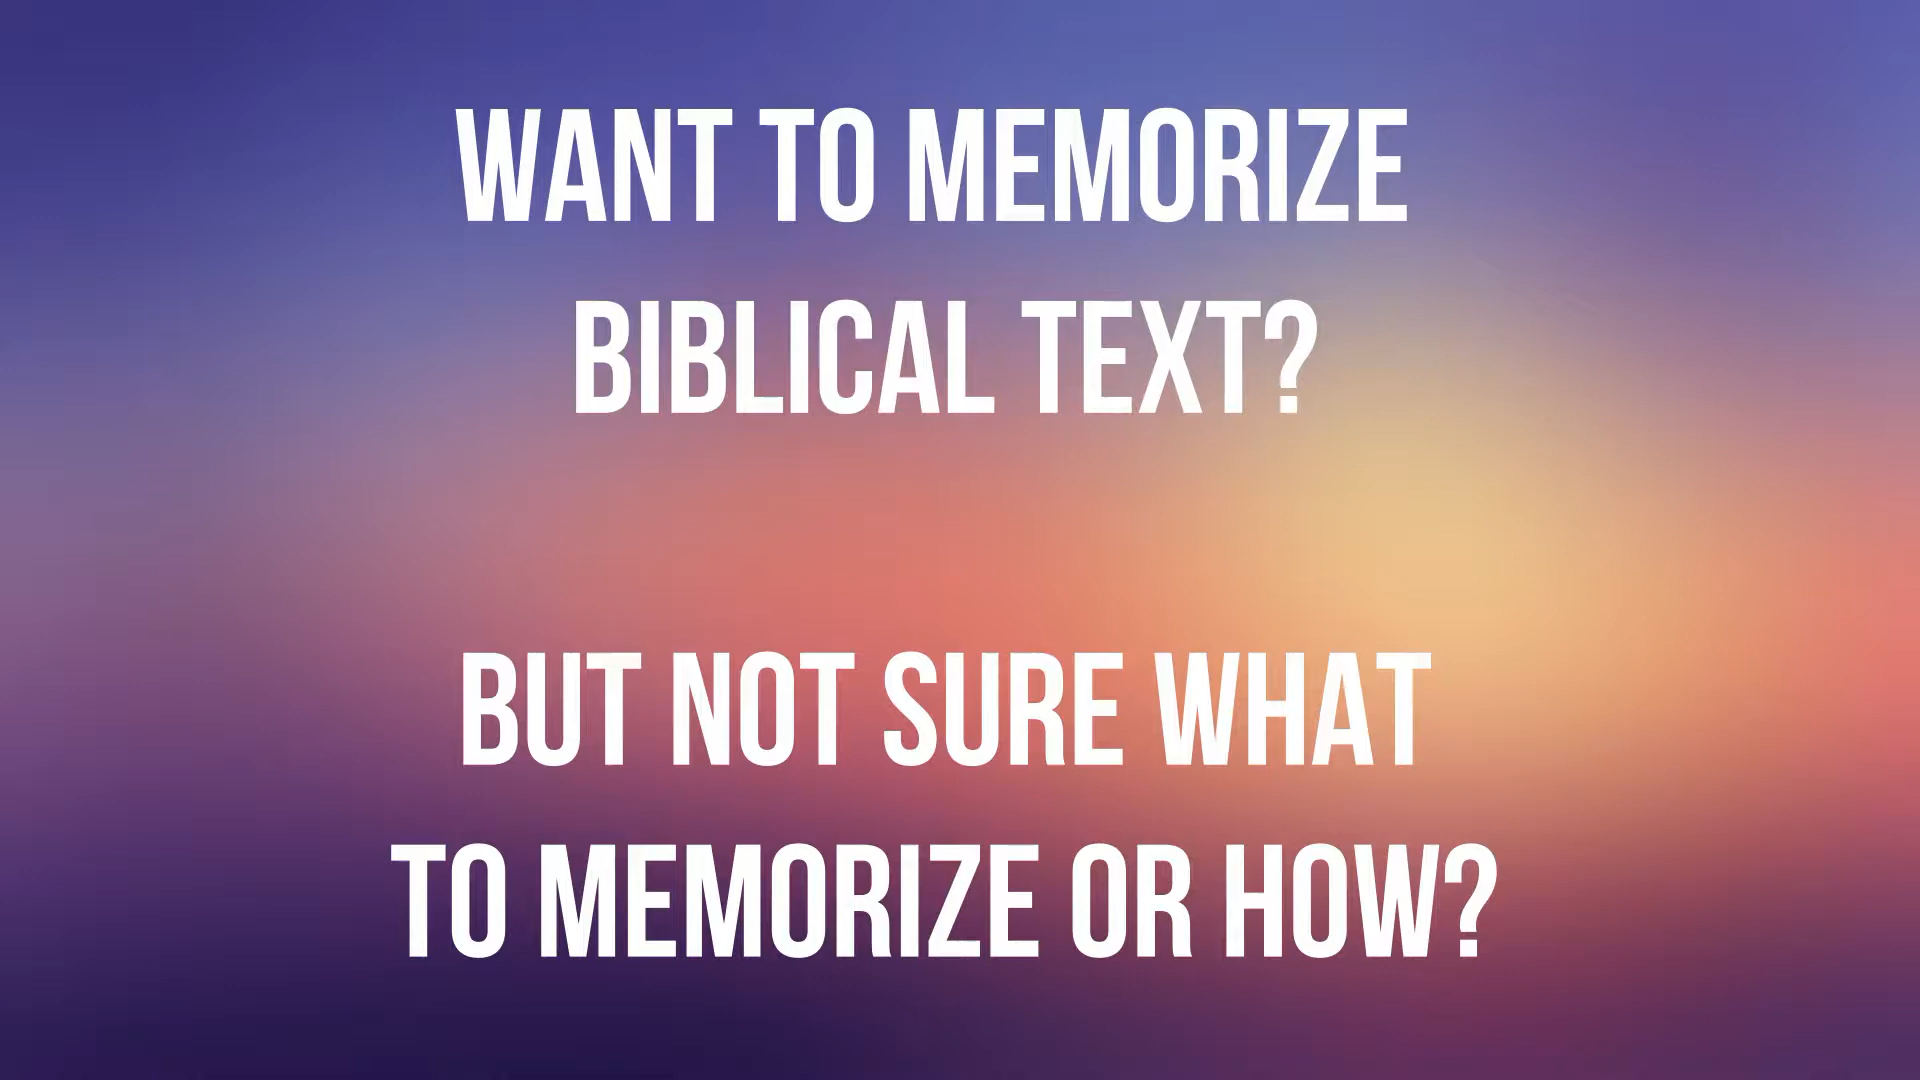 WANT TO MEMORIZE
BIBLICAL TEXT?
BUT NOT SURE WHAT
TO MEMORIZE OR HOW?